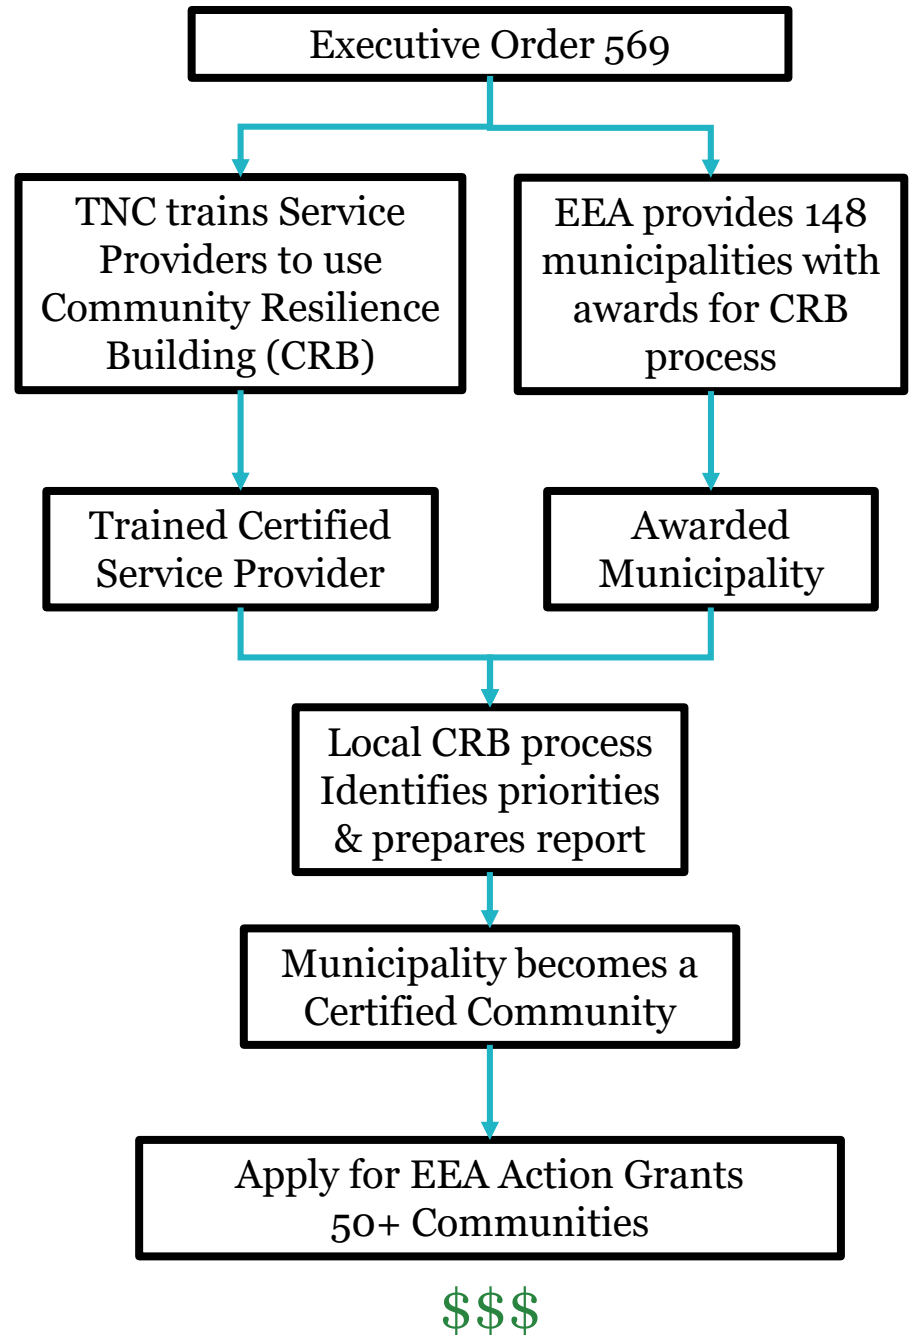 Executive Order 569
TNC trains Service
Providers to use
Community Resilience
Building (CRB)
EEA provides 148
municipalities with
awards for CRB
process
Trained Certified
Service Provider
Awarded
Municipality
Local CRB process
Identifies priorities
& prepares report
Municipality becomes a
Certified Community
Apply for EEA Action Grants
50+ Communities
$$$